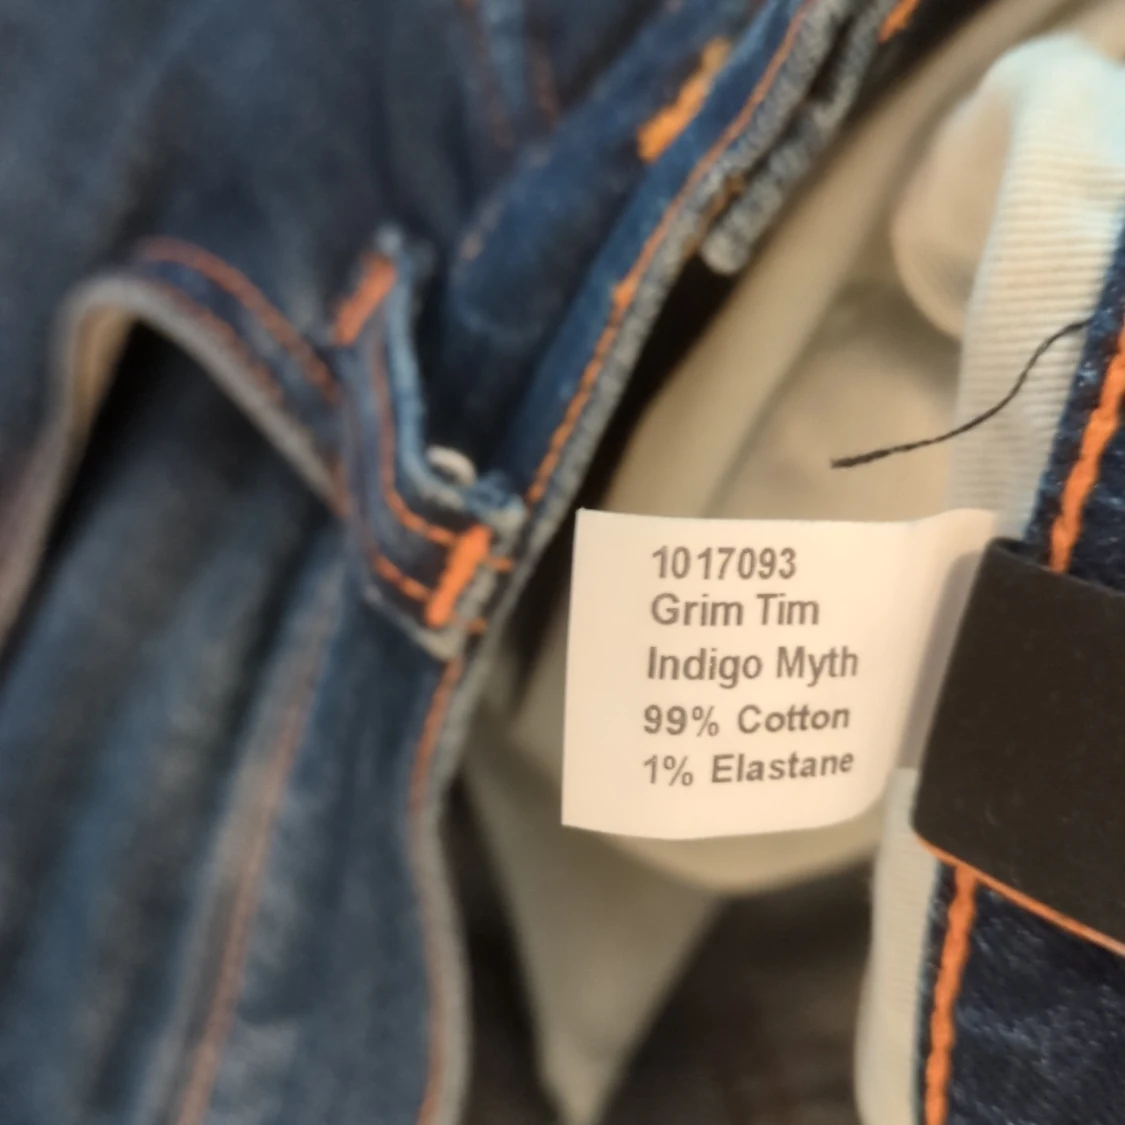 1017093
Grim Tim
Indigo Myth
99% Cotton
1% Elastane